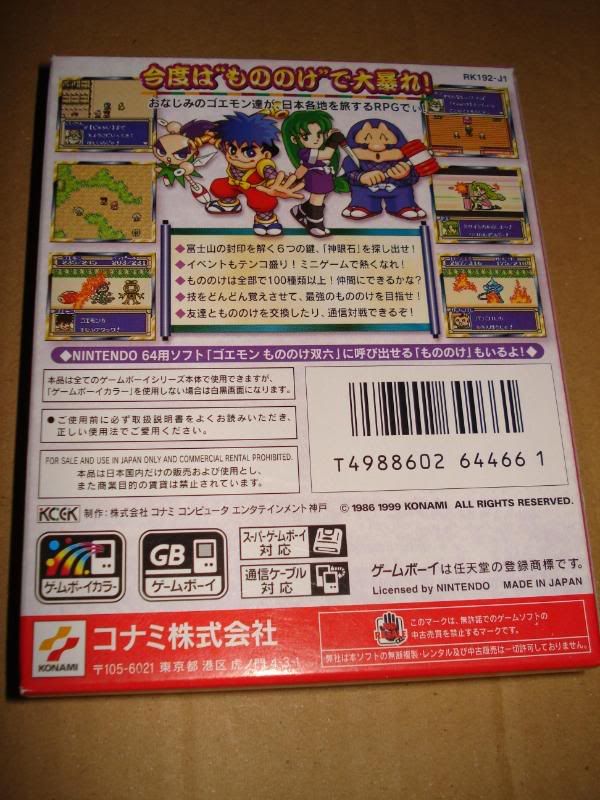 今度は"もののけ"で大暴れ!
RK192-J1
おなじみのゴエモン達が、日本各地を旅するRPGでい
◆富士山の封印を解く6つの鍵、「神眼石」を探し出せ!
◆イベントもテンコ盛り!ミニゲームで熱くなれ!
◆もののけは全部で100種類以上!仲間にできるかな?
◆技をどんどん覚えさせて、最強のもののけを目指せ!
◆友達ともののけを交換したり、通信対戦できるぞ!
ゴエモンの
◆NINTENDO 64用ソフト「ゴエモン もののけ双六」に呼び出せる「もののけ」もいるよ!◆
本品は全てのゲームボーイシリーズ本体で使用できますが、
「ゲームボーイカラー」を使用しない場合は白黒画面になります。
●ご使用前に必ず取扱説明書をよくお読みいただき、
正しい使用法でご愛用ください。
FOR SALE AND USE IN JAPAN ONLY AND COMMERCIAL RENTAL PROHIBITED.
本品は日本国内だけの販売および使用とし、
また商業目的の賃貸は禁止されています。
T4988602 64466 1
KCEK 制作:株式会社 コナミ コンピュータ エンタテインメント神戸
© 1986 1999 KONAMI ALL RIGHTS RESERVED.
ゲームボーイカラー
GB
ゲームボーイ
スーパーゲームボーイ
対応
通信ケーブル
対応
ゲームボーイは任天堂の登録商標です。
Licensed by NINTENDO MADE IN JAPAN
KONAMI
コナミ株式会社
〒105-6021 東京都 港区 虎ノ門 4-3-1
このマークは、無許諾でのゲームソフトの
中古売買を禁止するマークです。
弊社は本ソフトの無断複製・レンタル及び中古販売は一切許可しておりません。